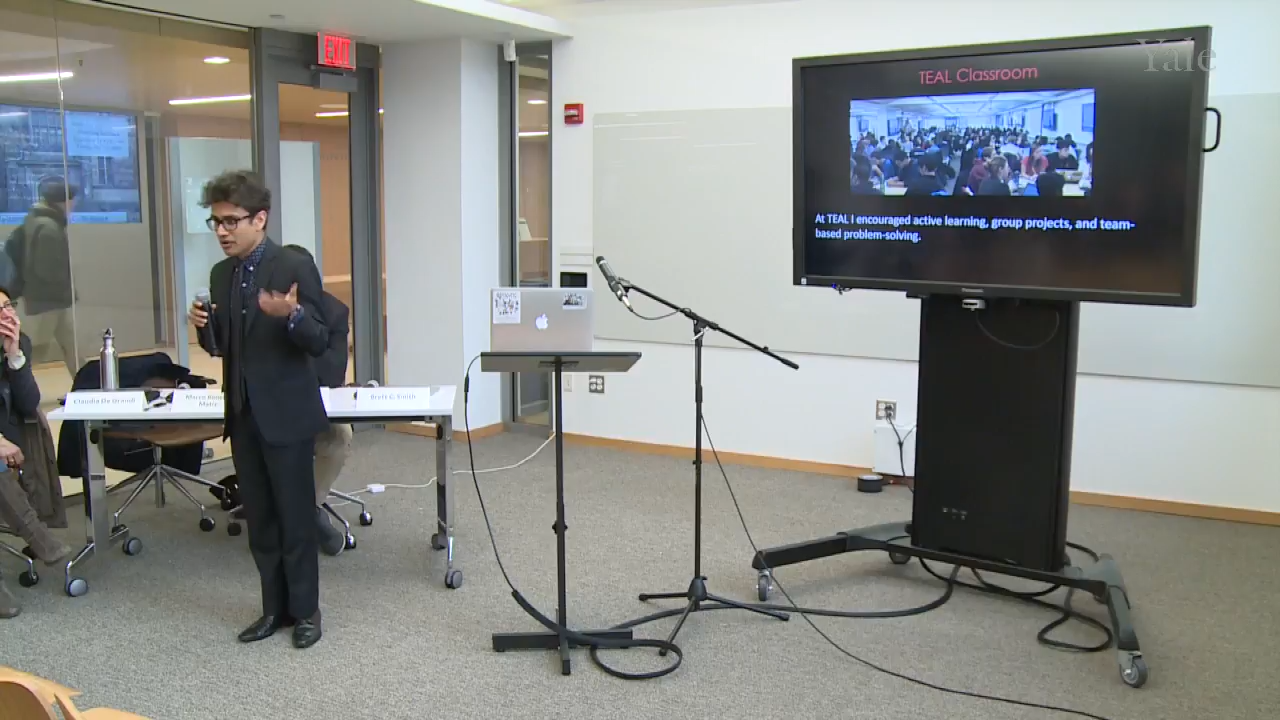 EXIT
Yale
TEAL Classroom
At TEAL I encouraged active learning, group projects, and team-
based problem-solving.
Claudia De Grandi
Brett G Smith
Panasonic